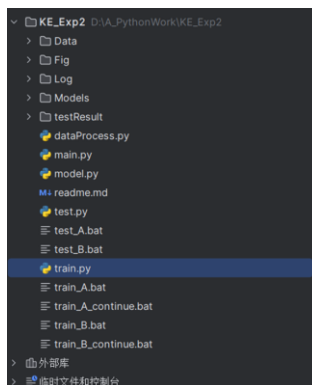 KE_Exp2 D:\A_PythonWork\KE_Exp2
Data
Fig
Log
Models
testResult
dataProcess.py
main.py
model.py
M↓ readme.md
test.py
test_A.bat
test_B.bat
train.py
train_A.bat
train_A_continue.bat
train_B.bat
train_B_continue.bat
外部库
临时文件和控制台